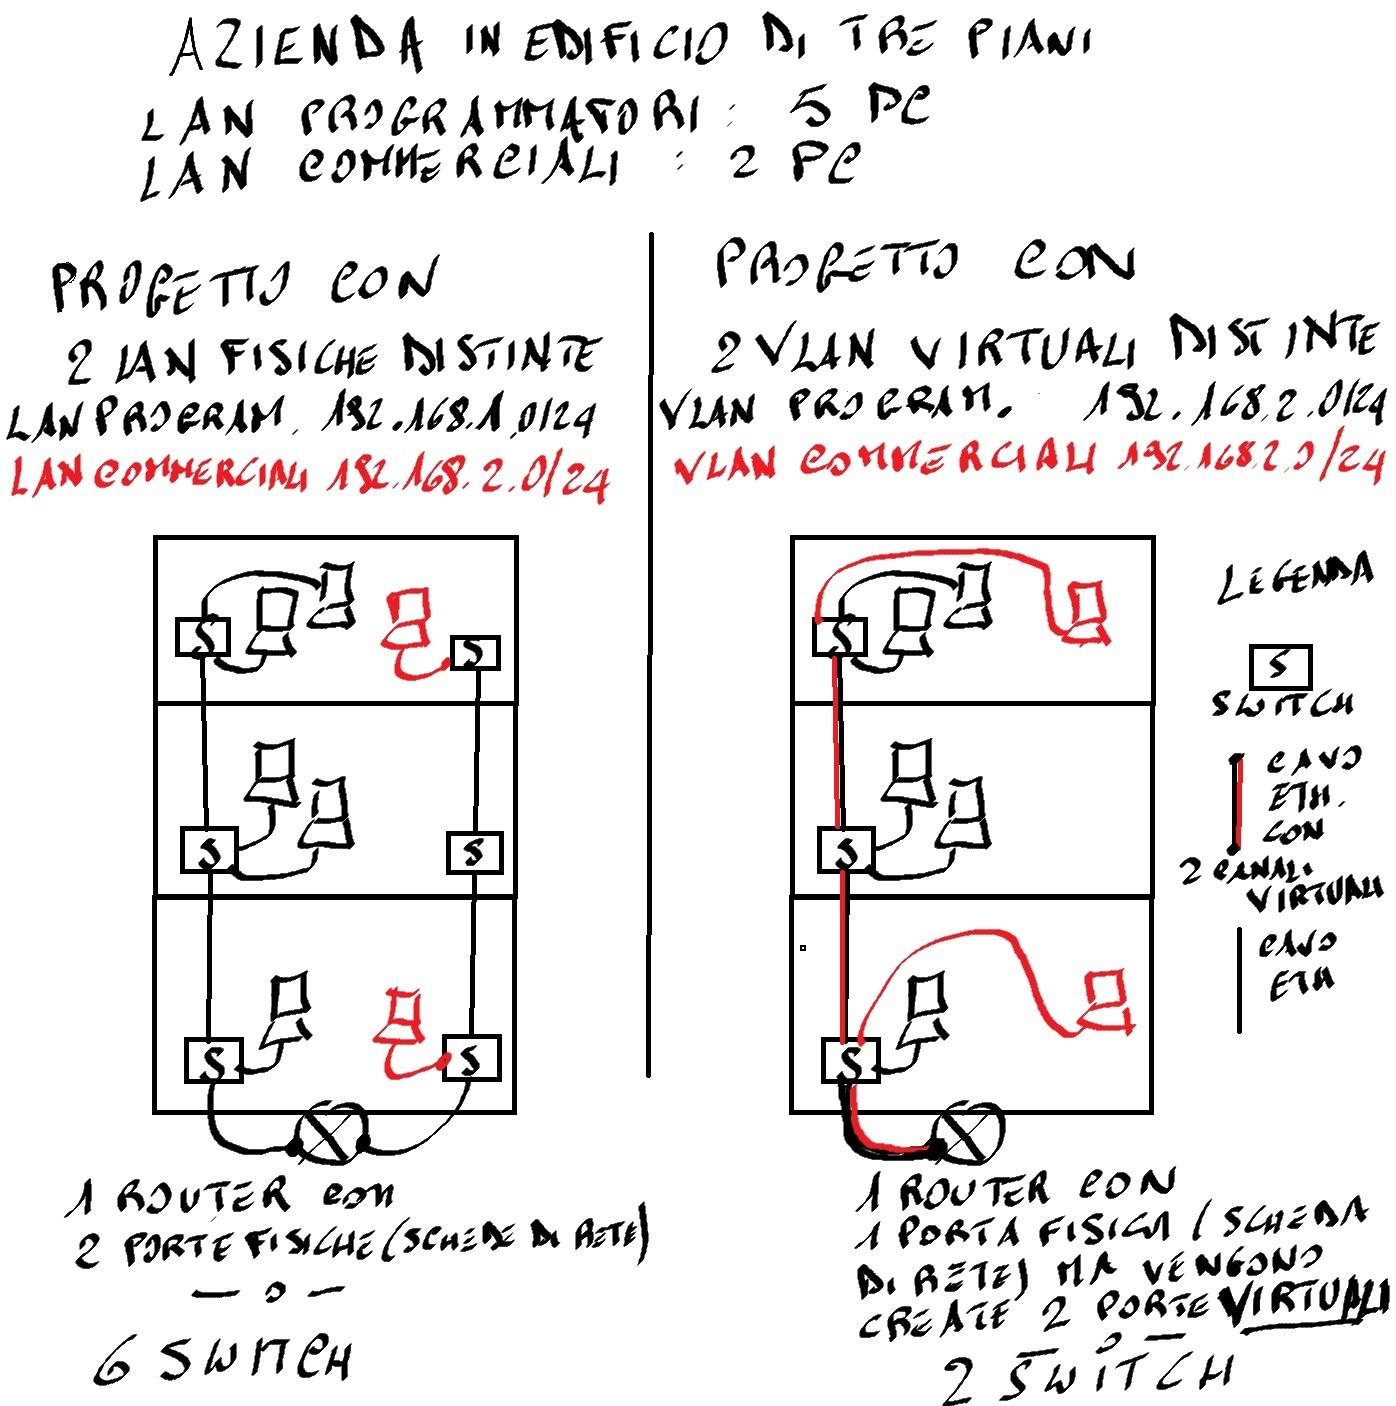 AZIENDA IN EDIFICIO DI TRE PIANI
LAN PROGRAMMATORI : 5 PC
LAN COMMERCIALI : 2 PC
PROGETTO CON
2 LAN FISICHE DISTINTE
LAN PROGRAM. 192.168.1.0/24
LAN COMMERCIALI 192.168.2.0/24
S
S
S
S
S
S
1 ROUTER CON
2 PORTE FISICHE (SCHEDE DI RETE)
— o —
6 SWITCH
PROGETTO CON
2 VLAN VIRTUALI DISTINTE
VLAN PROGRAM. 192.168.2.0/24
VLAN COMMERCIALI 192.168.2.0/24
S
S
S
LEGENDA
S
SWITCH
CAVO
ETH.
CON
2 CANALI
VIRTUALI
CAVO
ETH
1 ROUTER CON
1 PORTA FISICA (SCHEDA
DI RETE) MA VENGONO
CREATE 2 PORTE VIRTUALI
— o —
2 SWITCH